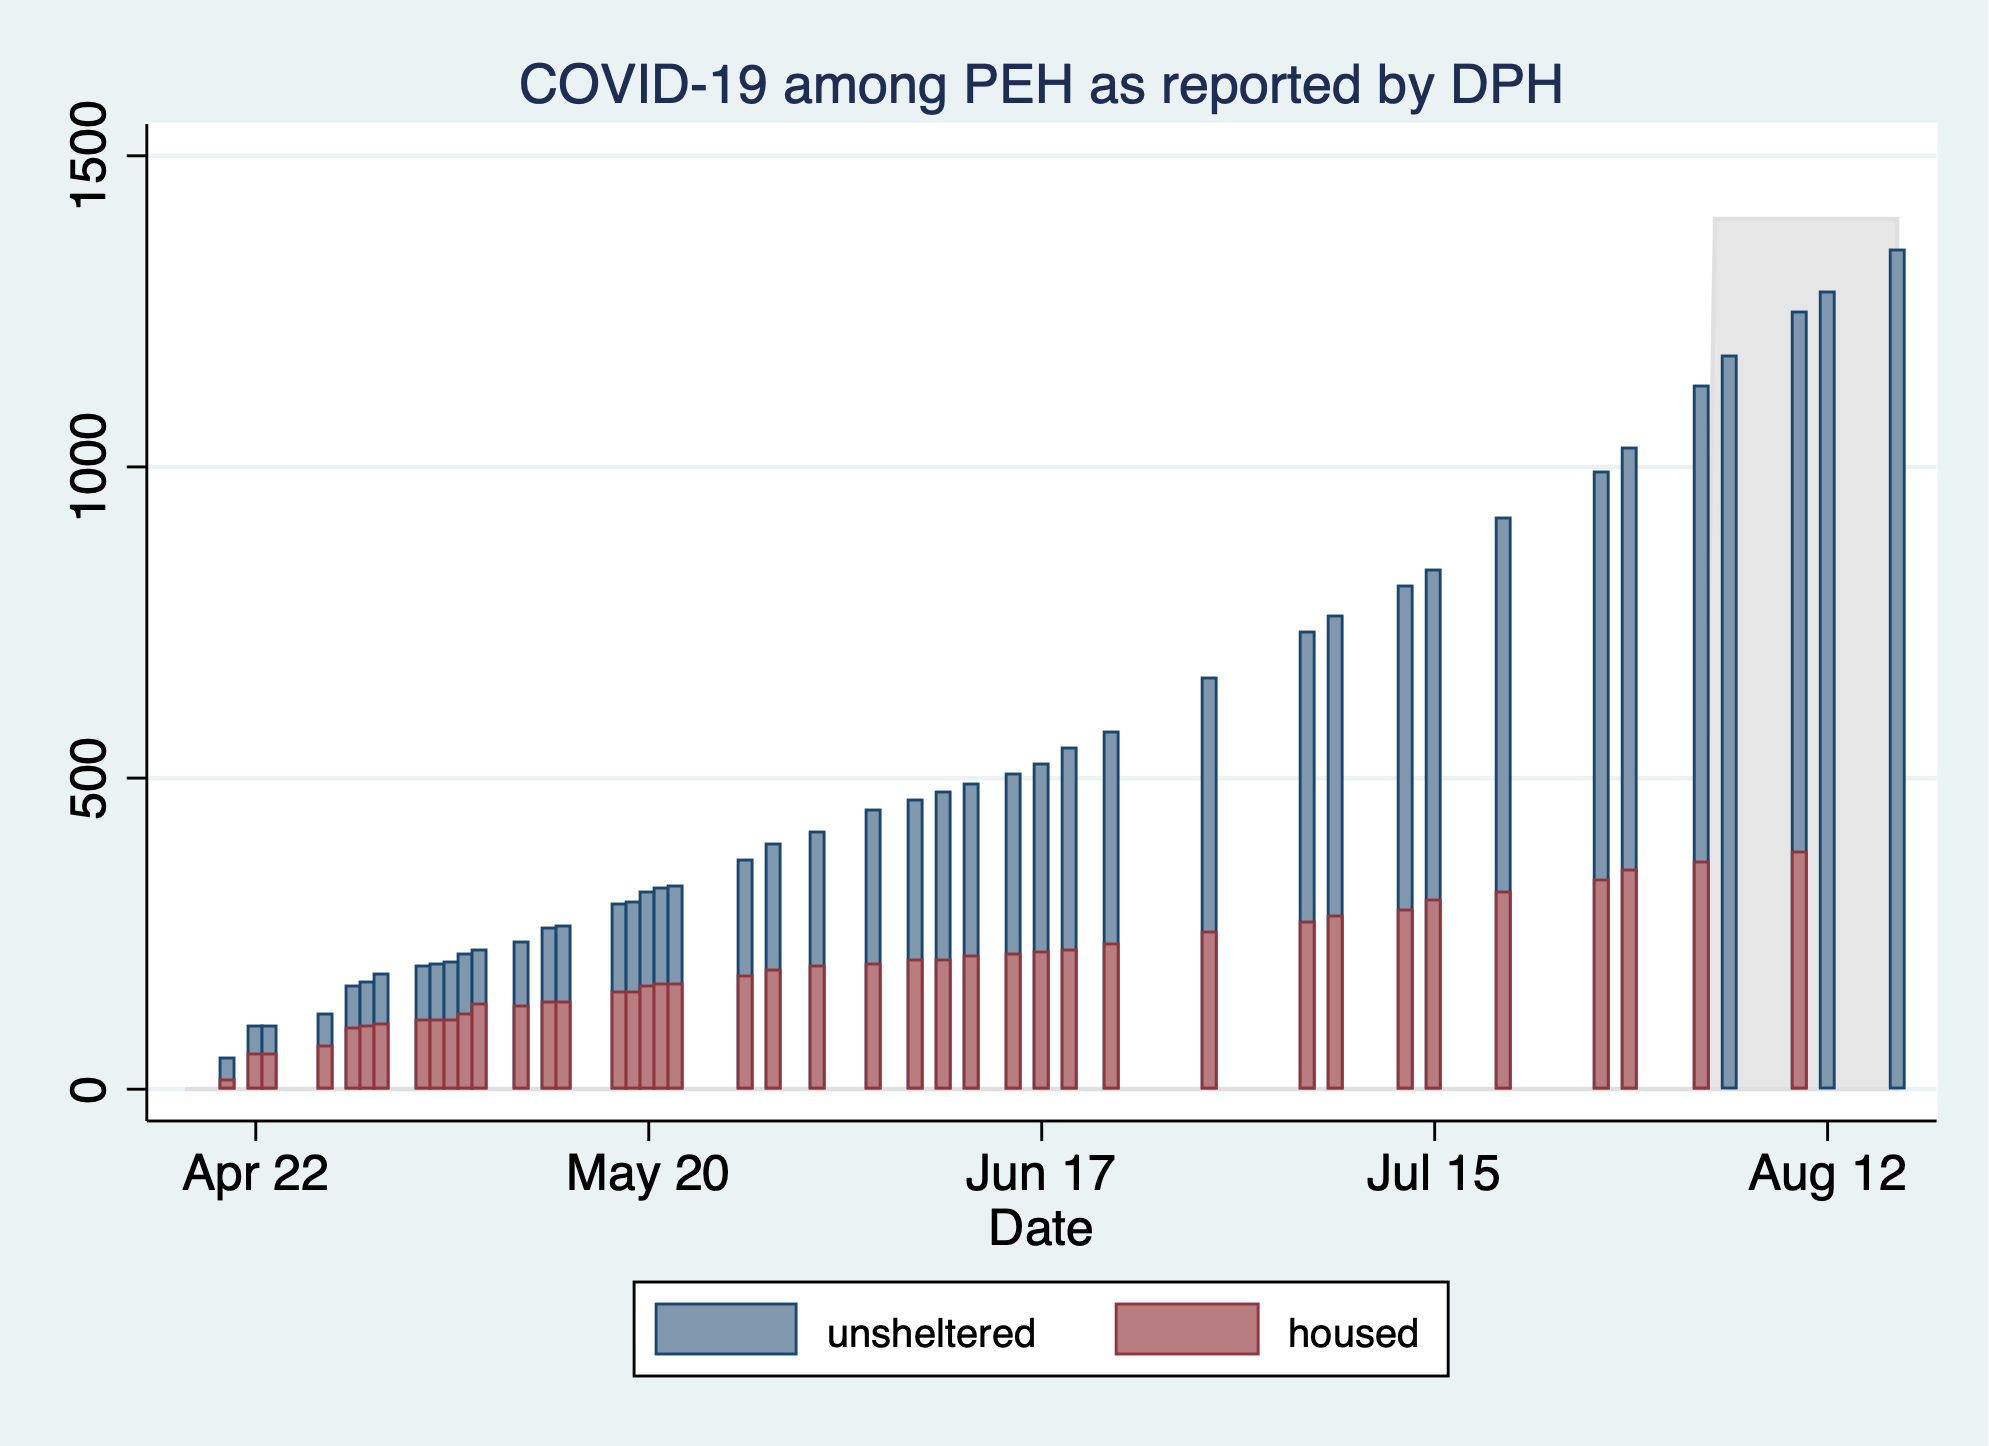 COVID-19 among PEH as reported by DPH
1500
1000
500
0
Apr 22 May 20 Jun 17 Jul 15 Aug 12
Date
unsheltered housed